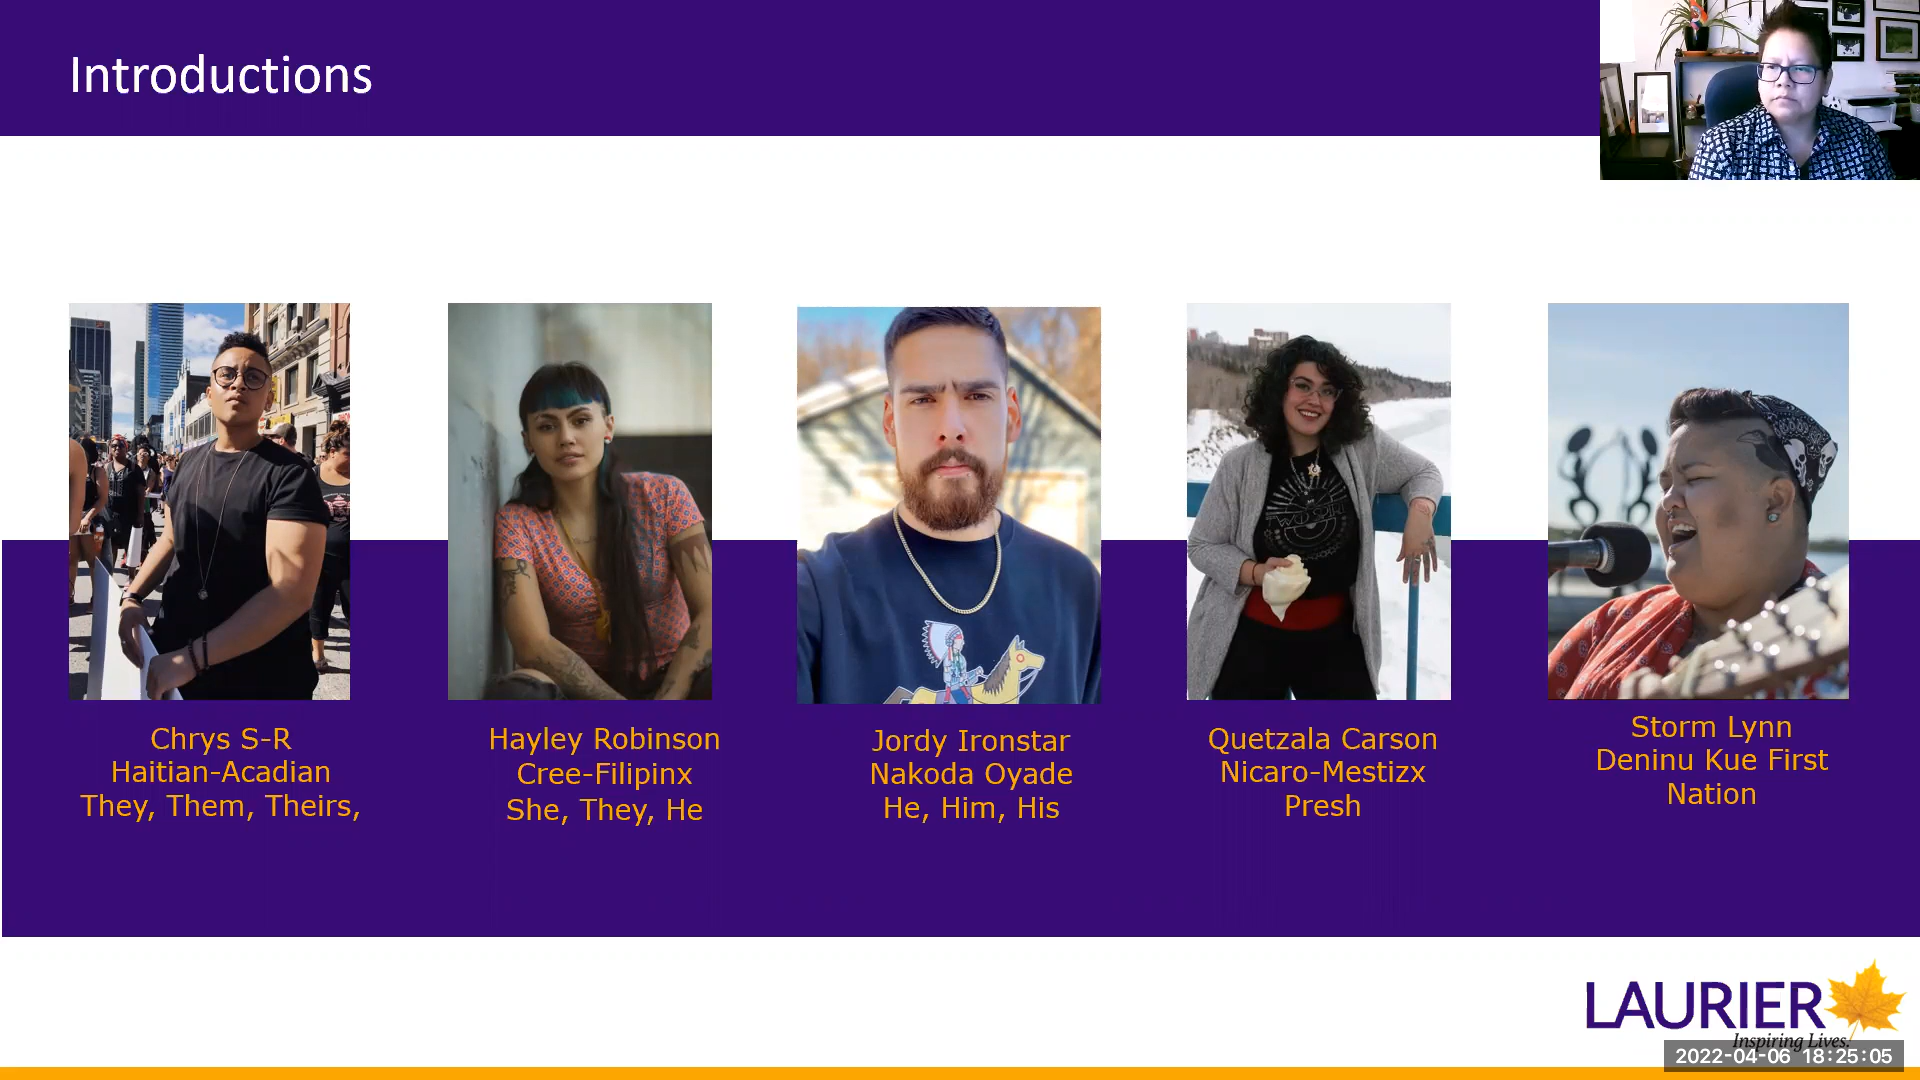 Introductions
Chrys S-R
Haitian-Acadian
They, Them, Theirs,
Hayley Robinson
Cree-Filipinx
She, They, He
Jordy Ironstar
Nakoda Oyade
He, Him, His
Quetzala Carson
Nicaro-Mestizx
Presh
Storm Lynn
Deninu Kue First
Nation
LAURIER
Inspiring Lives.
2022-04-06 18:25:05